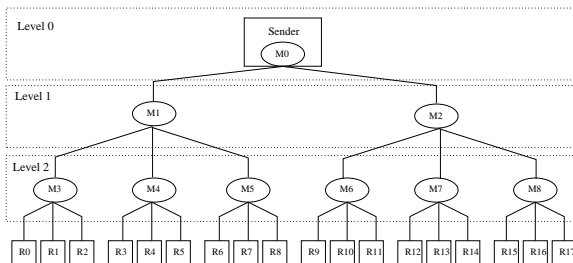 Level 0
Sender
M0
Level 1
M1 M2
Level 2
M3 M4 M5 M6 M7 M8
R0 R1 R2 R3 R4 R5 R6 R7 R8 R9 R10 R11 R12 R13 R14 R15 R16 R17